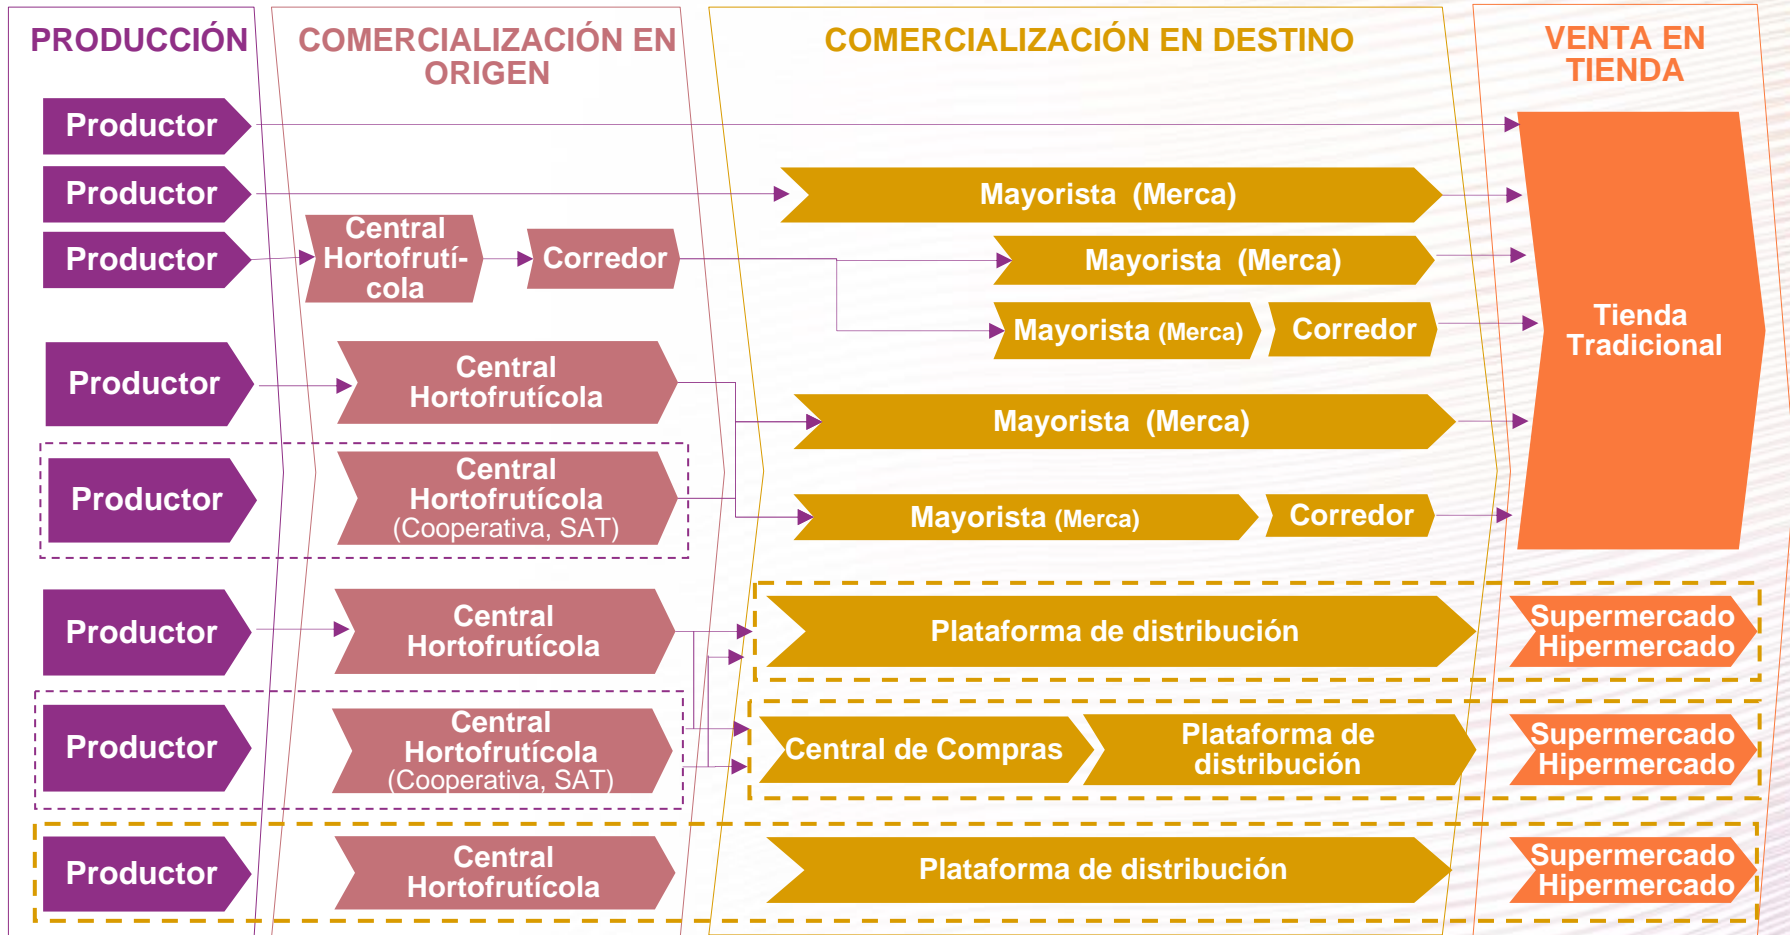 PRODUCCIÓN
COMERCIALIZACIÓN EN
ORIGEN
COMERCIALIZACIÓN EN DESTINO
VENTA EN
TIENDA
Productor
Productor
Mayorista (Merca)
Productor
Central
Hortofrutí-
cola
Corredor
Mayorista (Merca)
Mayorista (Merca)
Corredor
Tienda
Tradicional
Productor
Central
Hortofrutícola
Mayorista (Merca)
Productor
Central
Hortofrutícola
(Cooperativa, SAT)
Mayorista (Merca)
Corredor
Productor
Central
Hortofrutícola
Plataforma de distribución
Supermercado
Hipermercado
Productor
Central
Hortofrutícola
(Cooperativa, SAT)
Central de Compras
Plataforma de
distribución
Supermercado
Hipermercado
Productor
Central
Hortofrutícola
Plataforma de distribución
Supermercado
Hipermercado